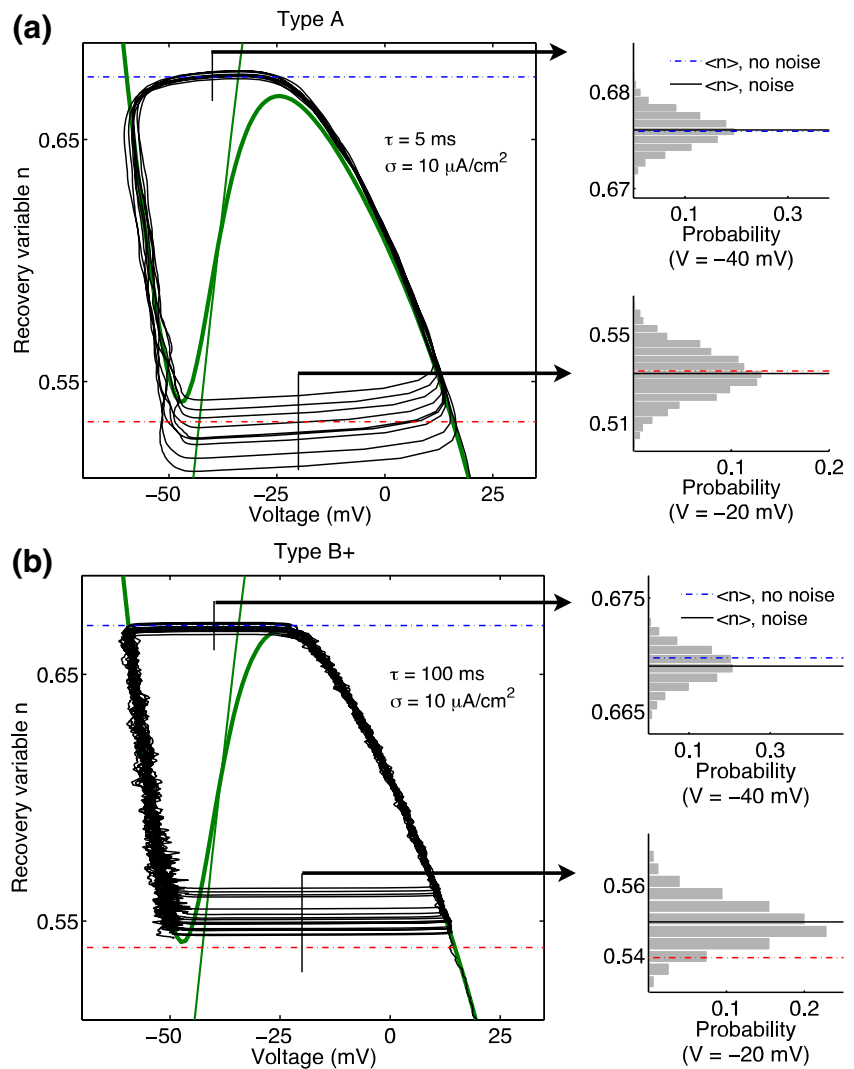 (a)
Type A
Recovery variable n
0.65
0.55
−50
−25
0
25
Voltage (mV)
τ = 5 ms
σ = 10 μA/cm²
<n>, no noise
<n>, noise
0.68
0.67
0.1
0.3
Probability
(V = −40 mV)
0.55
0.51
0.1
0.2
Probability
(V = −20 mV)
(b)
Type B+
Recovery variable n
0.65
0.55
−50
−25
0
25
Voltage (mV)
τ = 100 ms
σ = 10 μA/cm²
<n>, no noise
<n>, noise
0.675
0.665
0.1
0.3
Probability
(V = −40 mV)
0.56
0.54
0.1
0.2
Probability
(V = −20 mV)